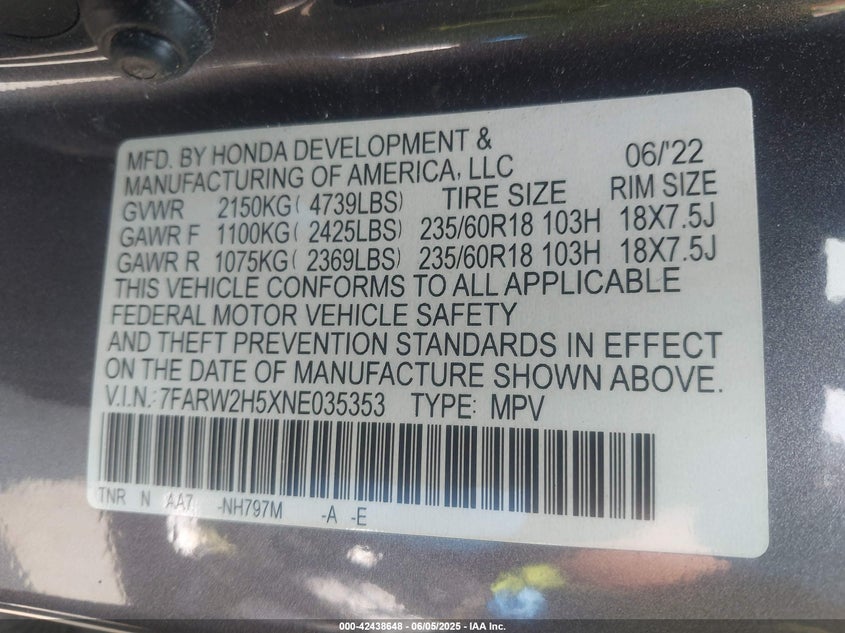 MFD. BY HONDA DEVELOPMENT & 06/'22
MANUFACTURING OF AMERICA, LLC TIRE SIZE RIM SIZE
GVWR 2150KG( 4739LBS)
GAWR F 1100KG( 2425LBS) 235/60R18 103H 18X7.5J
GAWR R 1075KG( 2369LBS) 235/60R18 103H 18X7.5J
THIS VEHICLE CONFORMS TO ALL APPLICABLE
FEDERAL MOTOR VEHICLE SAFETY
AND THEFT PREVENTION STANDARDS IN EFFECT
ON THE DATE OF MANUFACTURE SHOWN ABOVE.
V.I.N.:7FARW2H5XNE035353 TYPE: MPV
TNR N AA7 -NH797M -A -E
000-42438648 - 06/05/2025 - IAA Inc.